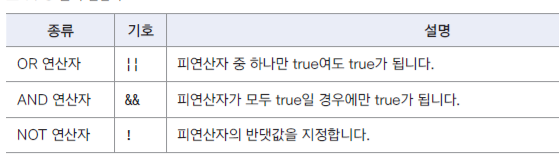 종류 기호 설명
OR 연산자 || 피연산자 중 하나만 true여도 true가 됩니다.
AND 연산자 && 피연산자가 모두 true일 경우에만 true가 됩니다.
NOT 연산자 ! 피연산자의 반댓값을 지정합니다.